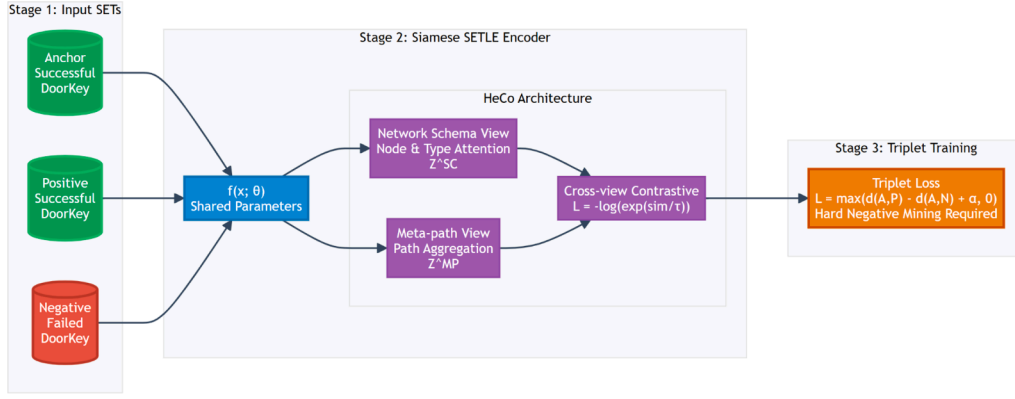 Stage 1: Input SETs
Anchor
Successful
DoorKey
Positive
Successful
DoorKey
Negative
Failed
DoorKey
Stage 2: Siamese SETLE Encoder
f(x; θ)
Shared Parameters
HeCo Architecture
Network Schema View
Node & Type Attention
Z^SC
Meta-path View
Path Aggregation
Z^MP
Cross-view Contrastive
L = -log(exp(sim/τ))
Stage 3: Triplet Training
Triplet Loss
L = max(d(A,P) - d(A,N) + α, 0)
Hard Negative Mining Required